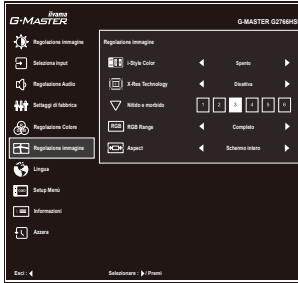 iiyama
G-MASTER
G-MASTER G2766HS
Regolazione immagine
Seleziona input
Regolazione Audio
Settaggi di fabbrica
Regolazione Colore
Regolazione immagine
Lingua
OSD Setup Menù
Informazioni
Azzera
Regolazione immagine
i-Style Color Spento
X-Res Technology Disattiva
Nitido e morbido 1 2 3 4 5 6
RGB RGB Range Completo
Aspect Schermo intero
Esci : Selezionare : / Premi